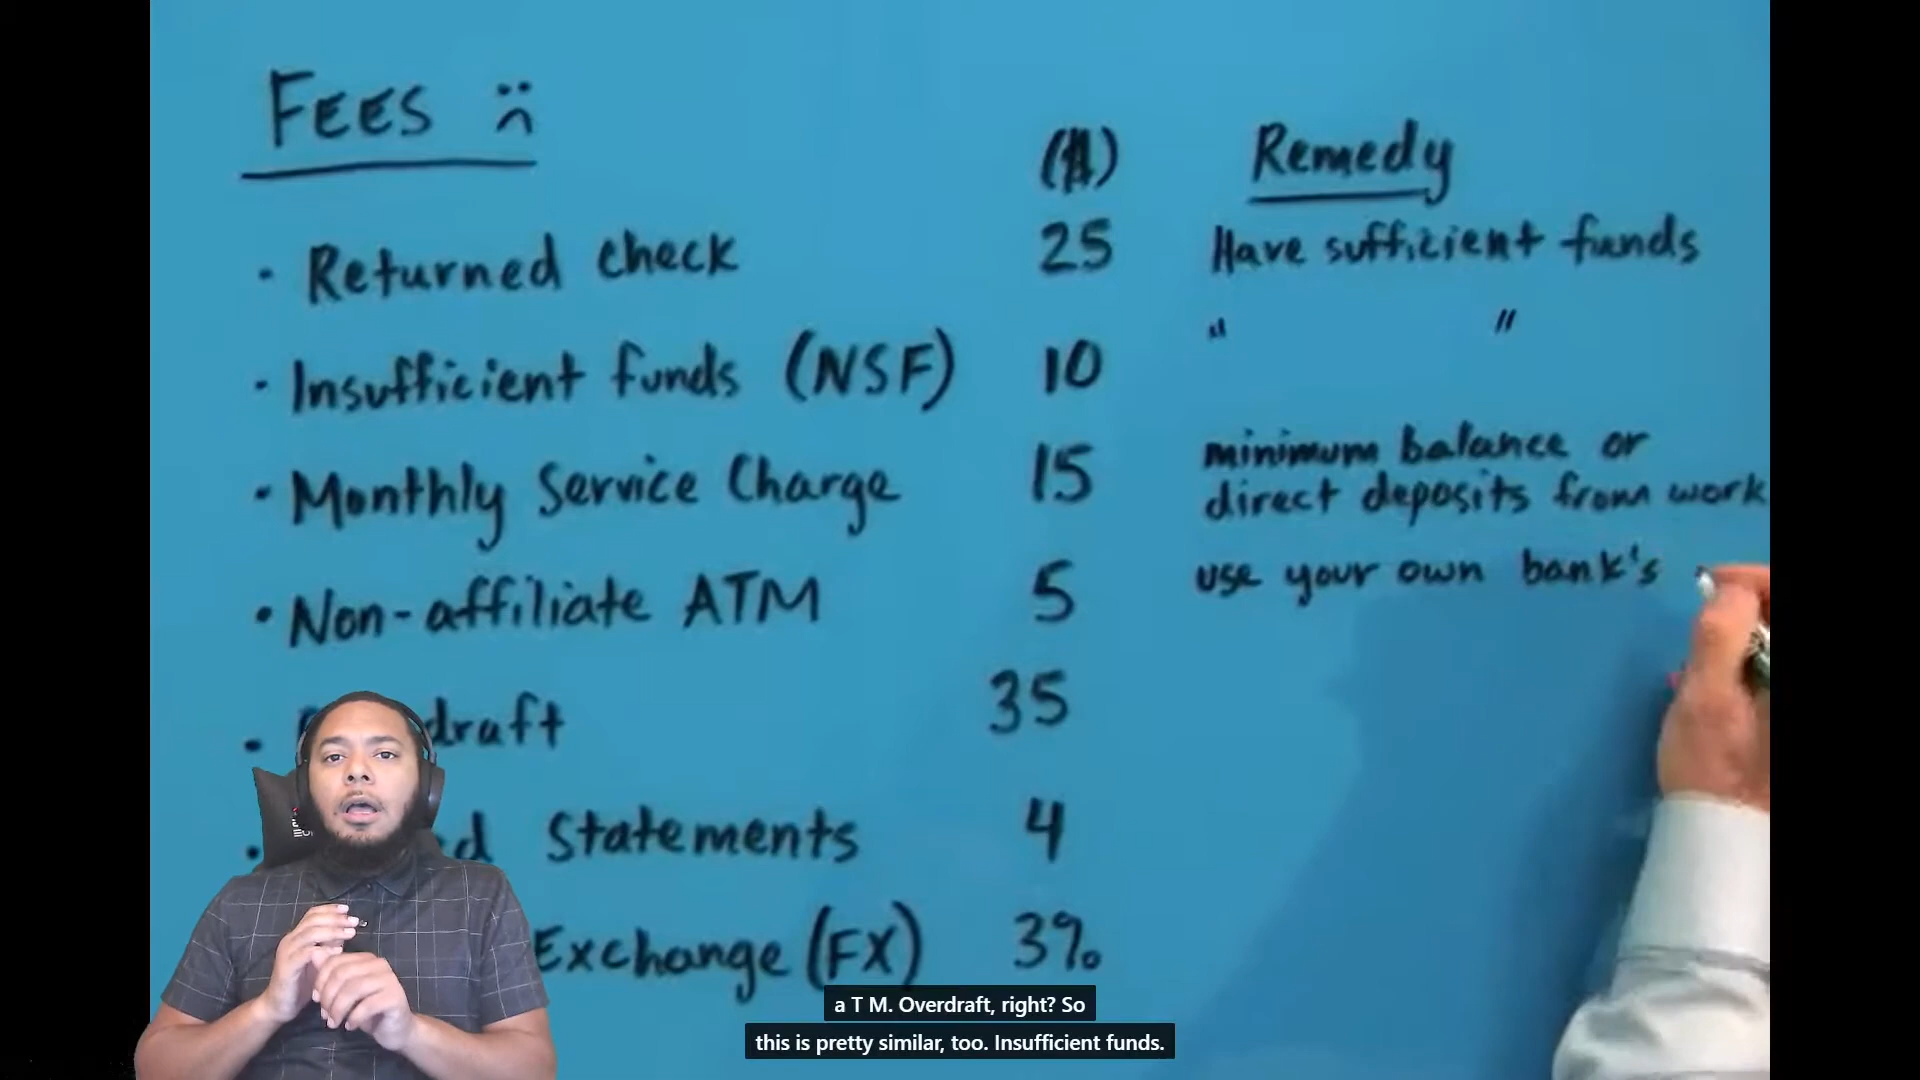 FEES
($) Remedy
• Returned check 25 Have sufficient funds
• Insufficient funds (NSF) 10 " "
• Monthly Service Charge 15 minimum balance or
direct deposits from work
• Non-affiliate ATM 5 use your own bank's
• draft 35
• Statements 4
Exchange (FX) 3%
a T M. Overdraft, right? So
this is pretty similar, too. Insufficient funds.